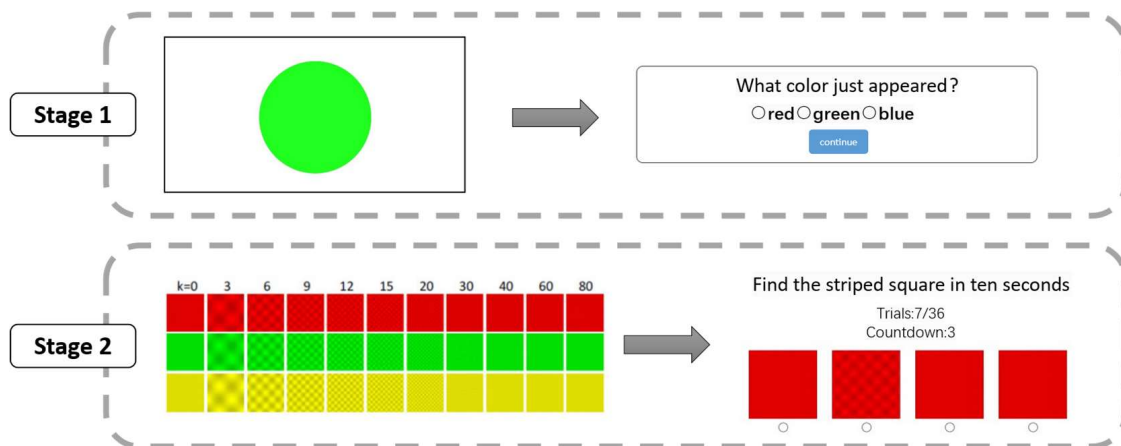 Stage 1
What color just appeared?
red green blue
continue
Stage 2
k=0 3 6 9 12 15 20 30 40 60 80
Find the striped square in ten seconds
Trials:7/36
Countdown:3